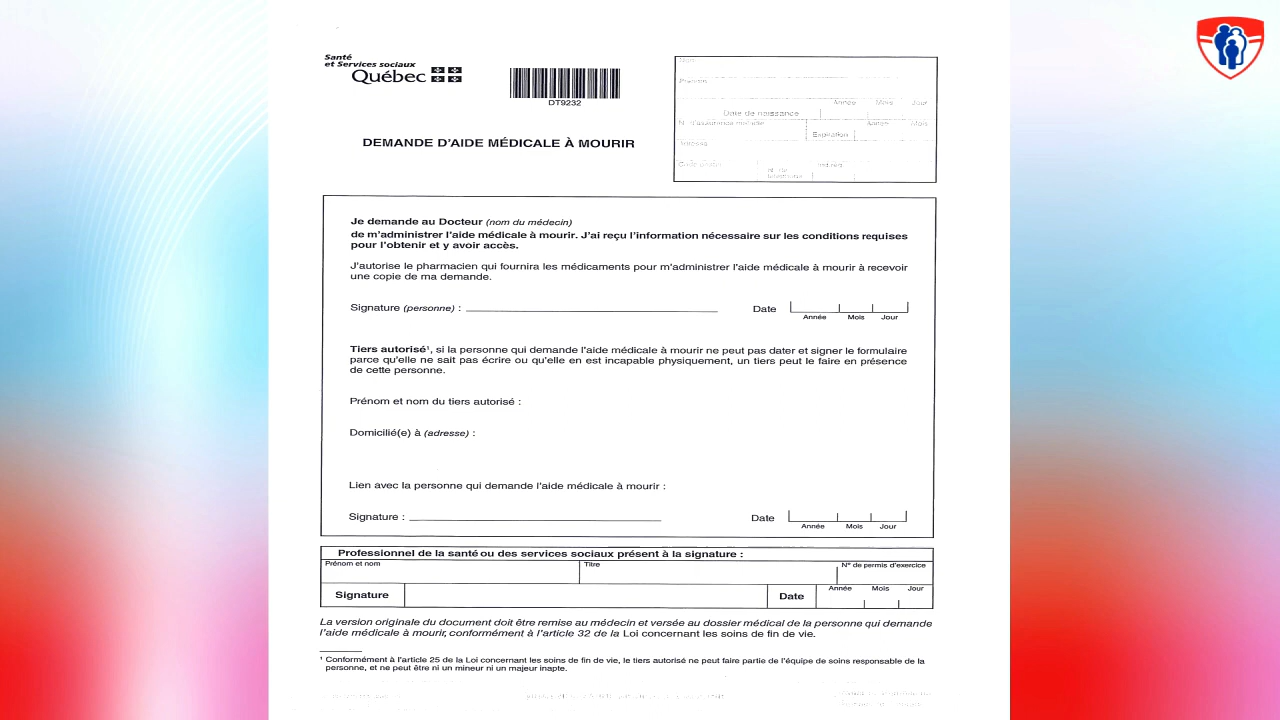 Santé
et Services sociaux
Québec
DT9232
Prénom
Année Mois Jour
Date de naissance
Année Mois
Expiration
Adresse
DEMANDE D'AIDE MÉDICALE À MOURIR
Je demande au Docteur (nom du médecin)
de m'administrer l'aide médicale à mourir. J'ai reçu l'information nécessaire sur les conditions requises
pour l'obtenir et y avoir accès.
J'autorise le pharmacien qui fournira les médicaments pour m'administrer l'aide médicale à mourir à recevoir
une copie de ma demande.
Signature (personne) : Date
Année Mois Jour
Tiers autorisé¹, si la personne qui demande l'aide médicale à mourir ne peut pas dater et signer le formulaire
parce qu'elle ne sait pas écrire ou qu'elle en est incapable physiquement, un tiers peut le faire en présence
de cette personne.
Prénom et nom du tiers autorisé :
Domicilié(e) à (adresse) :
Lien avec la personne qui demande l'aide médicale à mourir :
Signature : Date
Année Mois Jour
Professionnel de la santé ou des services sociaux présent à la signature :
Prénom et nom Titre N° de permis d'exercice
Signature Date Année Mois Jour
La version originale du document doit être remise au médecin et versée au dossier médical de la personne qui demande
l'aide médicale à mourir, conformément à l'article 32 de la Loi concernant les soins de fin de vie.
¹ Conformément à l'article 25 de la Loi concernant les soins de fin de vie, le tiers autorisé ne peut faire partie de l'équipe de soins responsable de la
personne, et ne peut être ni un mineur ni un majeur inapte.